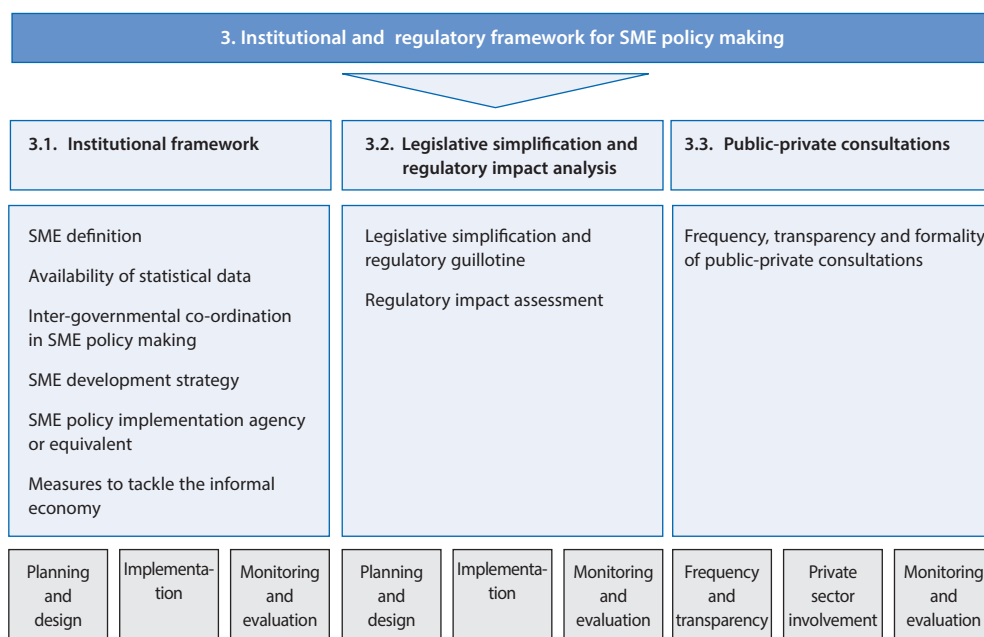 3. Institutional and regulatory framework for SME policy making
3.1. Institutional framework
3.2. Legislative simplification and
regulatory impact analysis
3.3. Public-private consultations
SME definition
Availability of statistical data
Inter-governmental co-ordination
in SME policy making
SME development strategy
SME policy implementation agency
or equivalent
Measures to tackle the informal
economy
Legislative simplification and
regulatory guillotine
Regulatory impact assessment
Frequency, transparency and formality
of public-private consultations
Planning
and
design
Implementa-
tion
Monitoring
and
evaluation
Planning
and
design
Implementa-
tion
Monitoring
and
evaluation
Frequency
and
transparency
Private
sector
involvement
Monitoring
and
evaluation